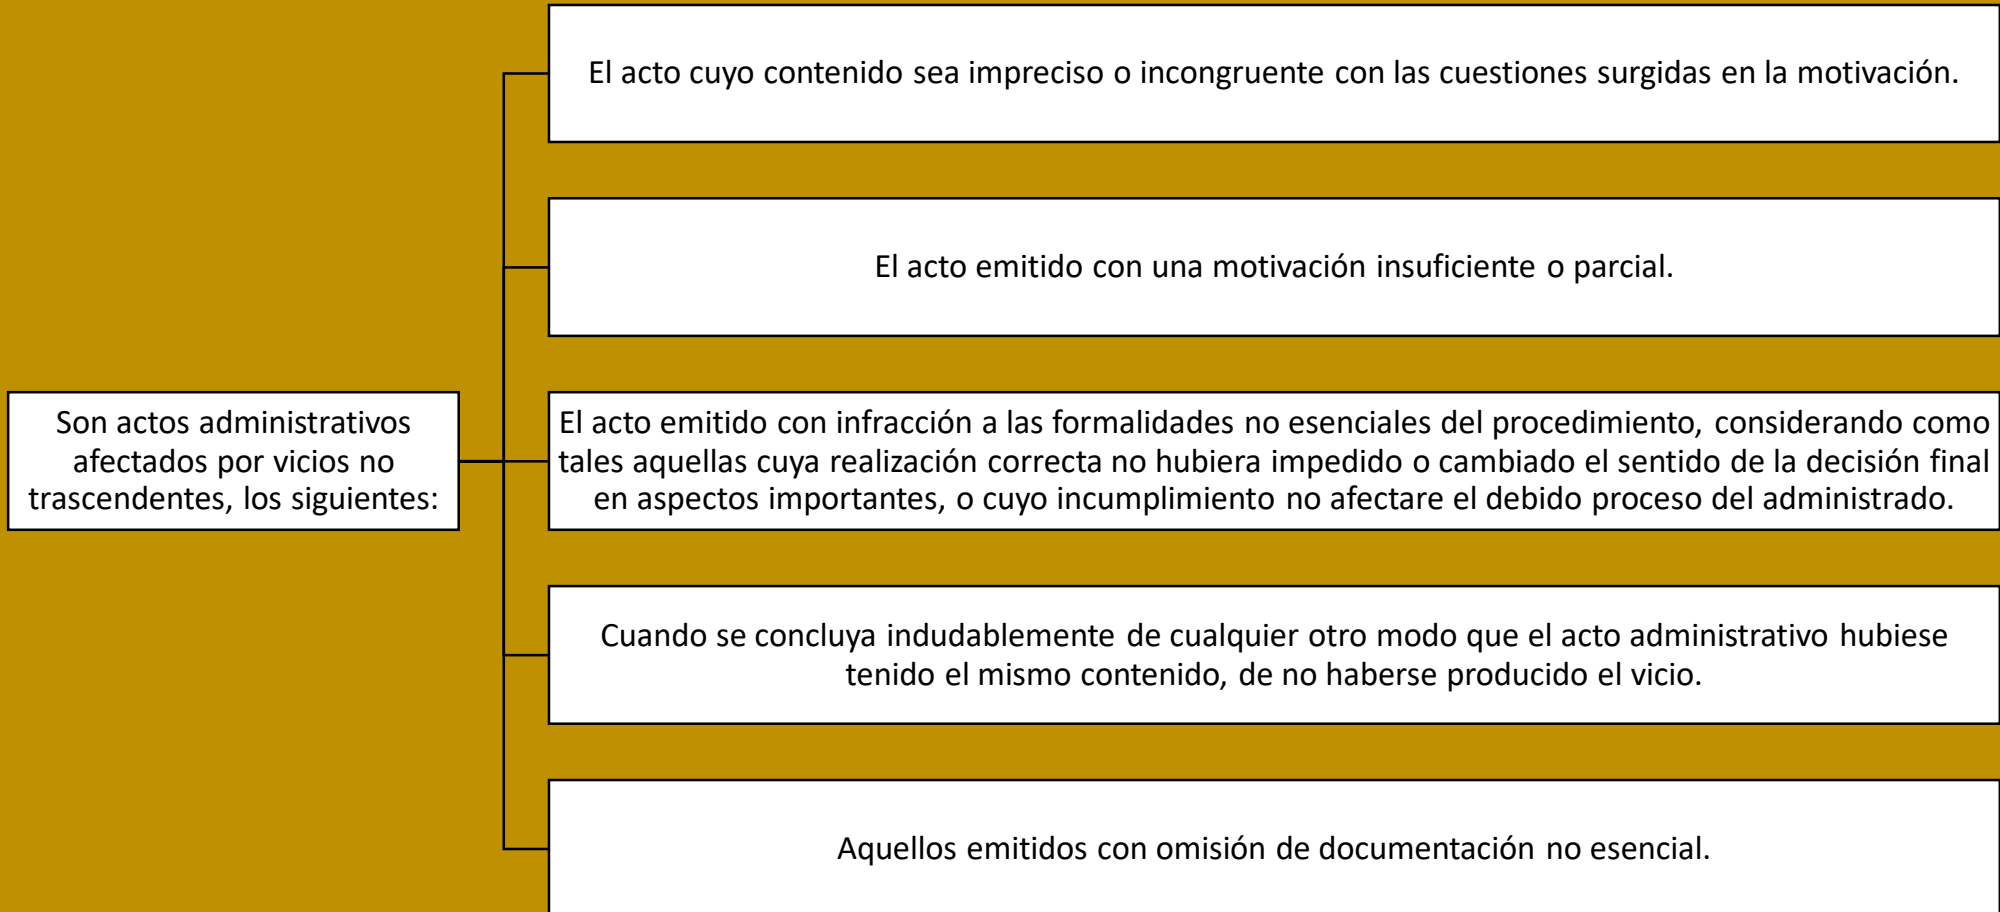 El acto cuyo contenido sea impreciso o incongruente con las cuestiones surgidas en la motivación.
El acto emitido con una motivación insuficiente o parcial.
Son actos administrativos
afectados por vicios no
trascendentes, los siguientes:
El acto emitido con infracción a las formalidades no esenciales del procedimiento, considerando como
tales aquellas cuya realización correcta no hubiera impedido o cambiado el sentido de la decisión final
en aspectos importantes, o cuyo incumplimiento no afectare el debido proceso del administrado.
Cuando se concluya indudablemente de cualquier otro modo que el acto administrativo hubiese
tenido el mismo contenido, de no haberse producido el vicio.
Aquellos emitidos con omisión de documentación no esencial.